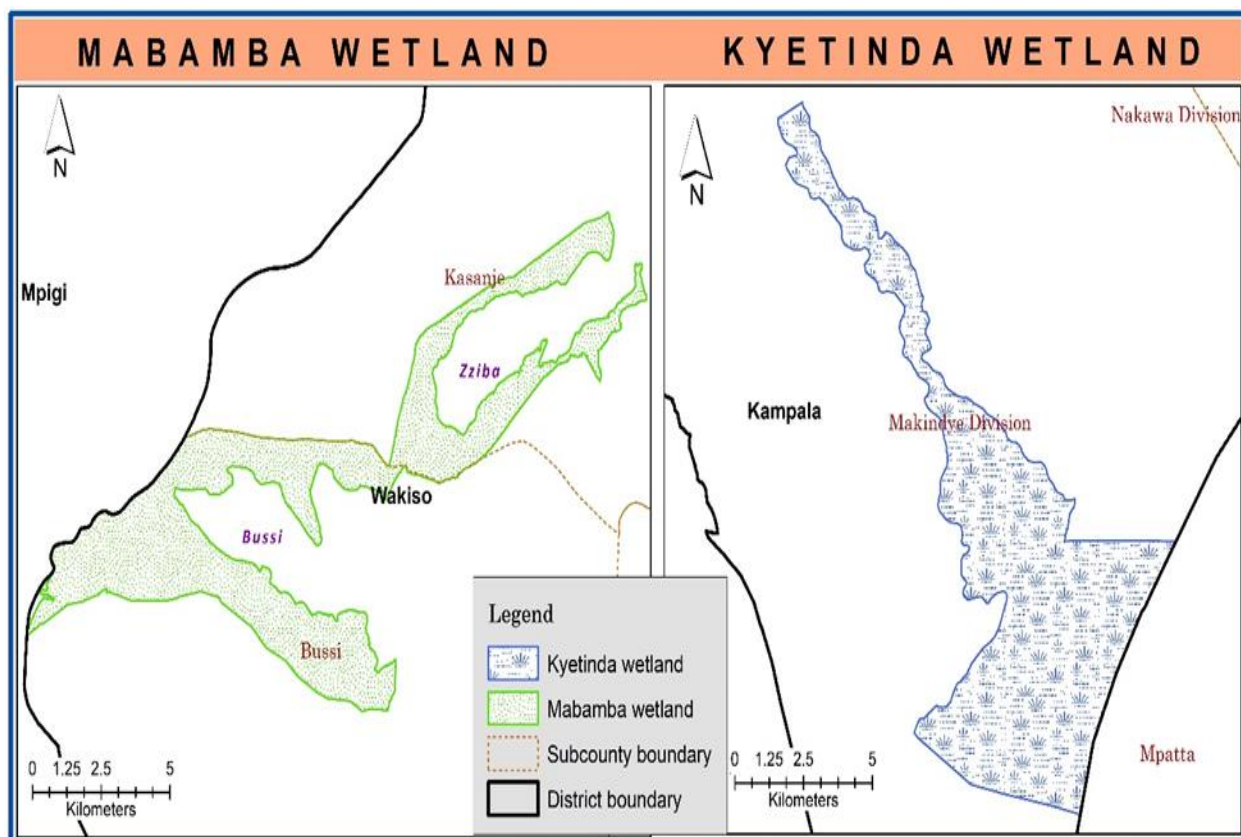 MABAMBA WETLAND
KYETINDA WETLAND
N
Mpigi
Kasanje
Zziba
Wakiso
Bussi
Bussi
0 1.25 2.5 5
Kilometers
N
Nakawa Division
Kampala
Makindye Division
Mpatta
0 1.25 2.5 5
Kilometers
Legend
Kyetinda wetland
Mabamba wetland
Subcounty boundary
District boundary